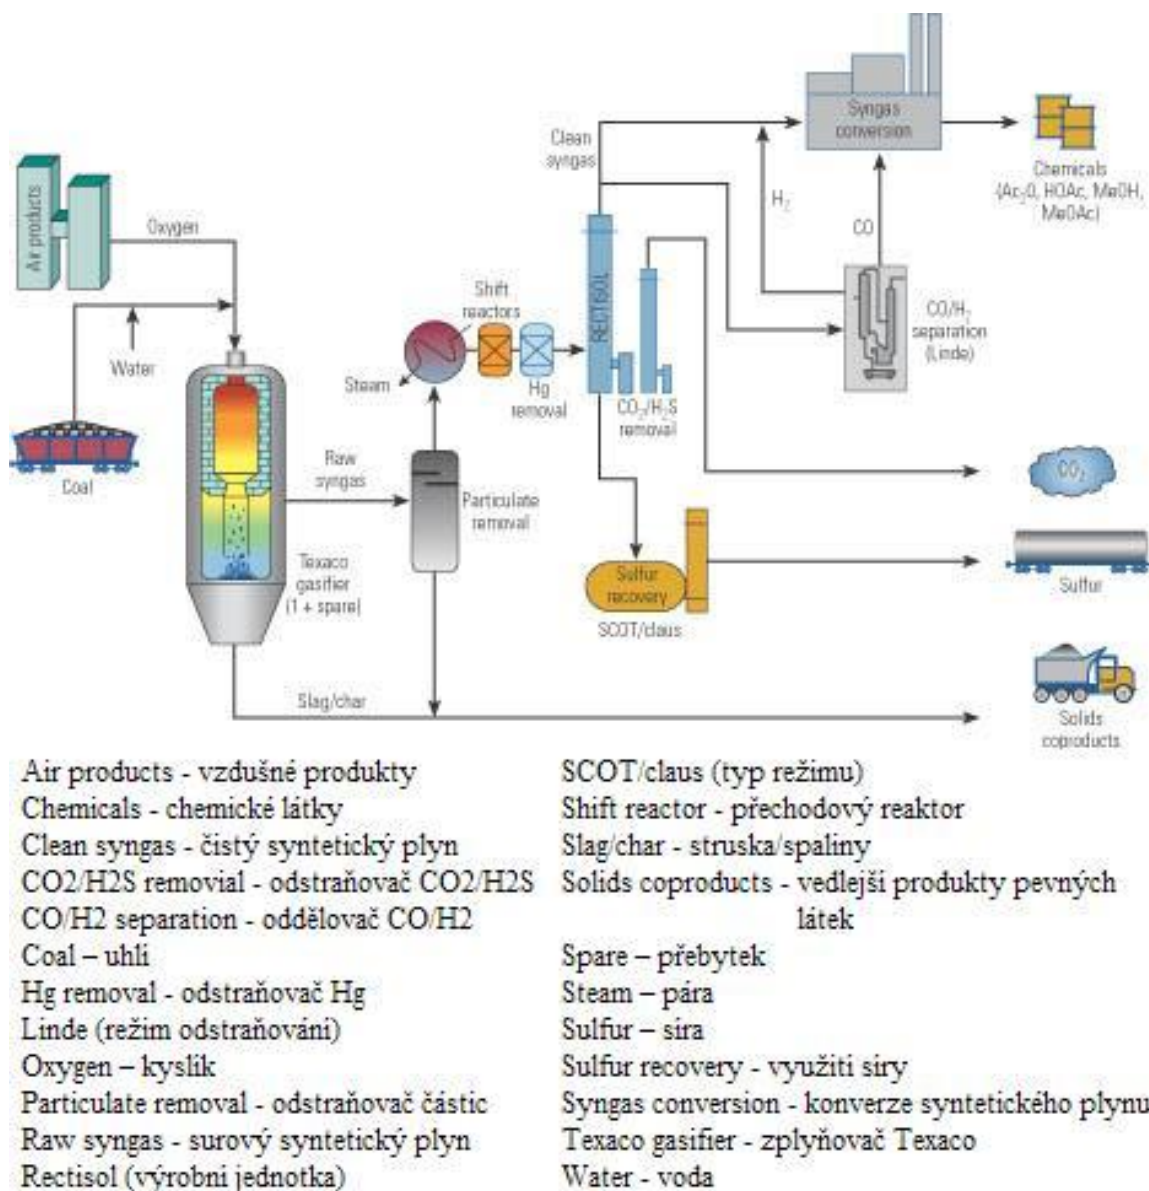 Syngas
conversion
Clean
syngas
H₂
CO
Chemicals
(Ac₂O, HOAc, MeOH,
MeOAc)
Air products
Oxygen
Water
Coal
Shift
reactors
Steam
Hg
removal
RECTISOL
CO₂/H₂S
removal
CO/H₂
separation
(Linde)
Raw
syngas
Particulate
removal
CO₂
Texaco
gasifier
(1 + spare)
Sulfur
recovery
SCOT/claus
Sulfur
Slag/char
Solids
coproducts
Air products - vzdušné produkty
Chemicals - chemické látky
Clean syngas - čistý syntetický plyn
CO2/H2S removial - odstraňovač CO2/H2S
CO/H2 separation - oddělovač CO/H2
Coal – uhlí
Hg removal - odstraňovač Hg
Linde (režim odstraňování)
Oxygen – kyslík
Particulate removal - odstraňovač částic
Raw syngas - surový syntetický plyn
Rectisol (výrobní jednotka)
SCOT/claus (typ režimu)
Shift reactor - přechodový reaktor
Slag/char - struska/spaliny
Solids coproducts - vedlejší produkty pevných
látek
Spare – přebytek
Steam – pára
Sulfur – síra
Sulfur recovery - využití síry
Syngas conversion - konverze syntetického plynu
Texaco gasifier - zplyňovač Texaco
Water - voda